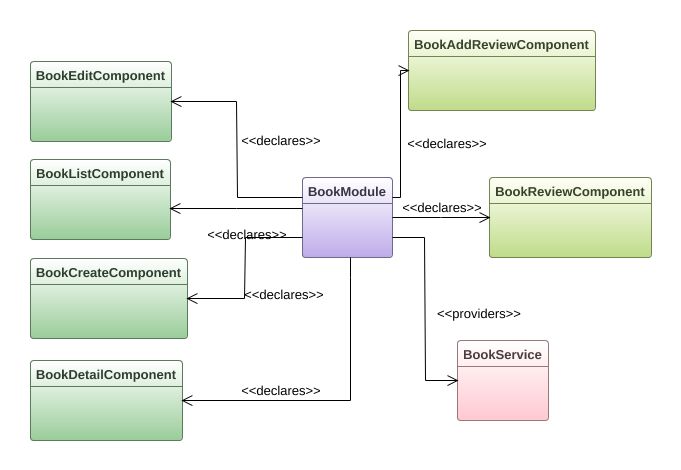 BookAddReviewComponent
BookEditComponent
<<declares>>
<<declares>>
BookListComponent
BookModule
BookReviewComponent
<<declares>>
<<declares>>
BookCreateComponent
<<declares>>
<<providers>>
BookService
BookDetailComponent
<<declares>>